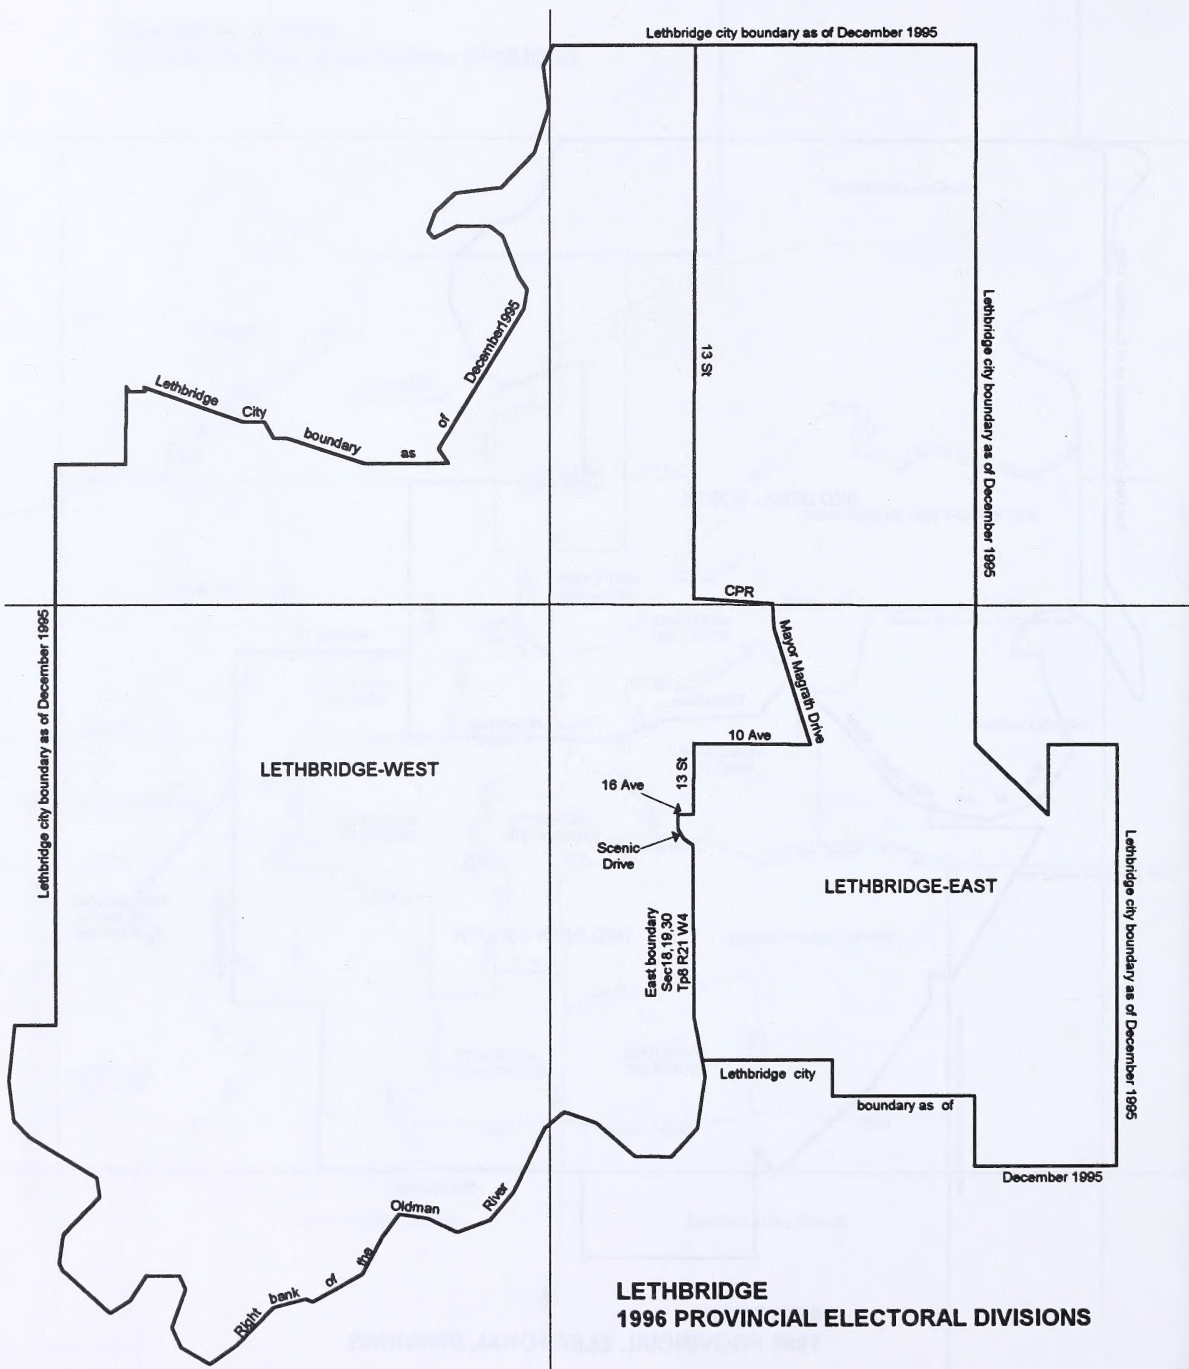 Lethbridge city boundary as of December 1995
Lethbridge City boundary as of December1995
13 St
Lethbridge city boundary as of December 1995
CPR
Mayor Magrath Drive
10 Ave
Lethbridge city boundary as of December 1995
LETHBRIDGE-WEST
13 St
16 Ave
Scenic
Drive
LETHBRIDGE-EAST
East boundary
Sec18,19,30
Tp8 R21 W4
Lethbridge city boundary as of December 1995
Lethbridge city
boundary as of
December 1995
Right bank of the Oldman River
LETHBRIDGE
1996 PROVINCIAL ELECTORAL DIVISIONS